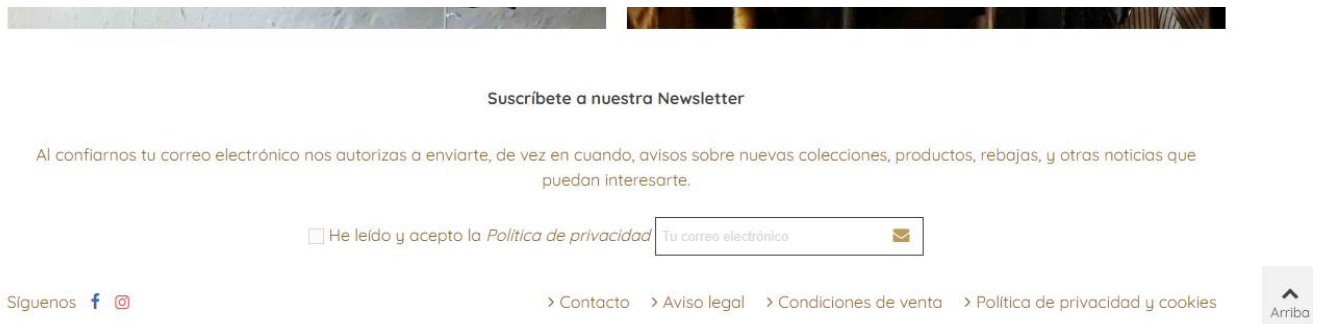 Suscríbete a nuestra Newsletter
Al confiarnos tu correo electrónico nos autorizas a enviarte, de vez en cuando, avisos sobre nuevas colecciones, productos, rebajas, y otras noticias que
puedan interesarte.
He leído y acepto la Política de privacidad Tu correo electrónico
Síguenos > Contacto > Aviso legal > Condiciones de venta > Política de privacidad y cookies
Arriba